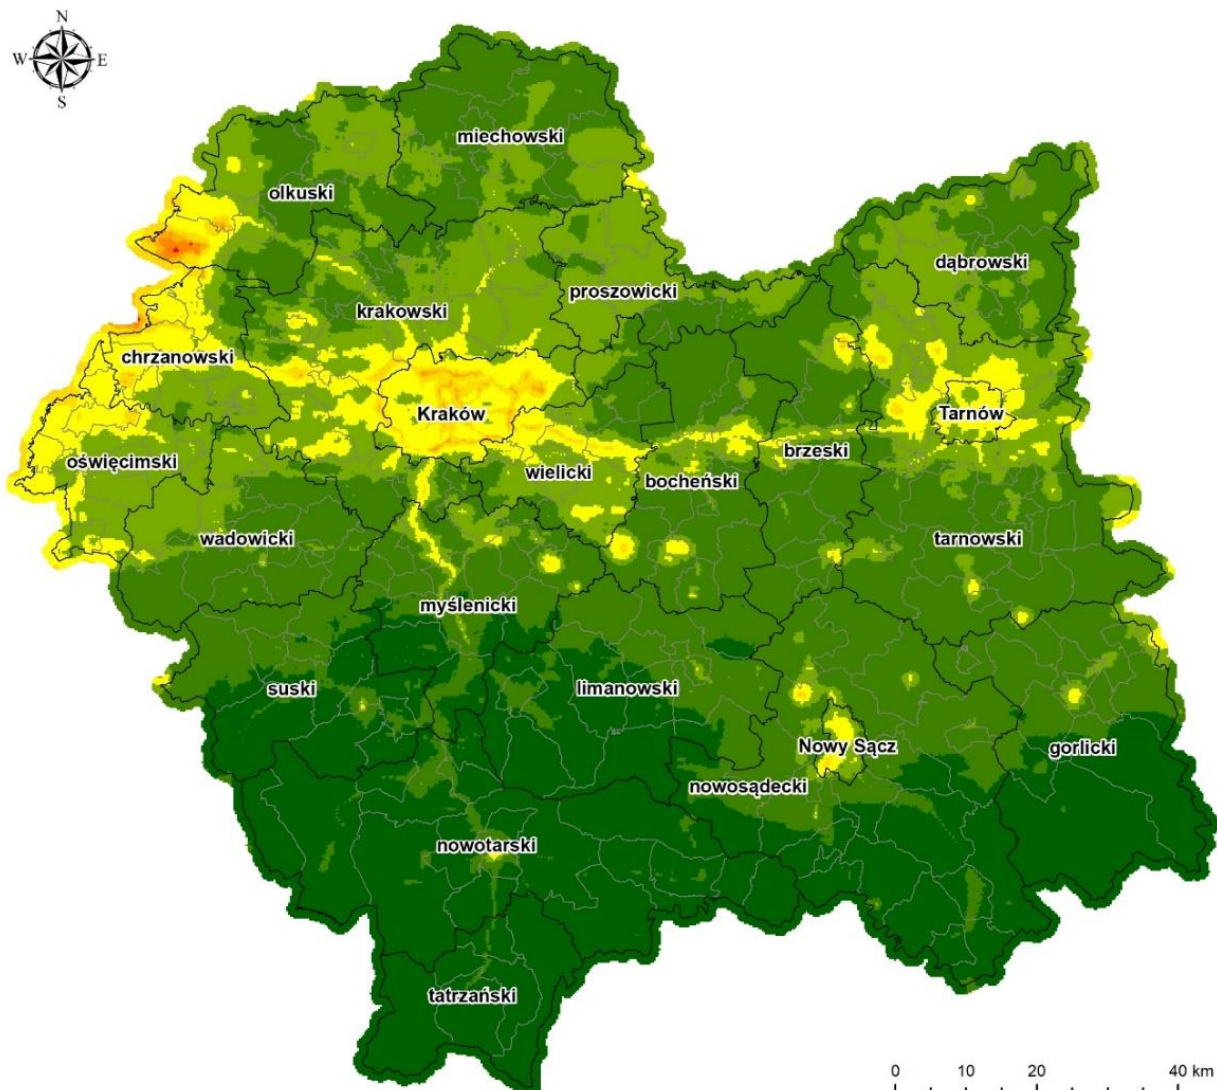 N
W E
S
miechowski
olkuski
dąbrowski
proszowicki
krakowski
chrzanowski
Kraków
Tarnów
oświęcimski
brzeski
wielicki
bocheński
wadowicki
tarnowski
myślenicki
suski
limanowski
Nowy Sącz
gorlicki
nowosądecki
nowotarski
tatrzański
0 10 20 40 km